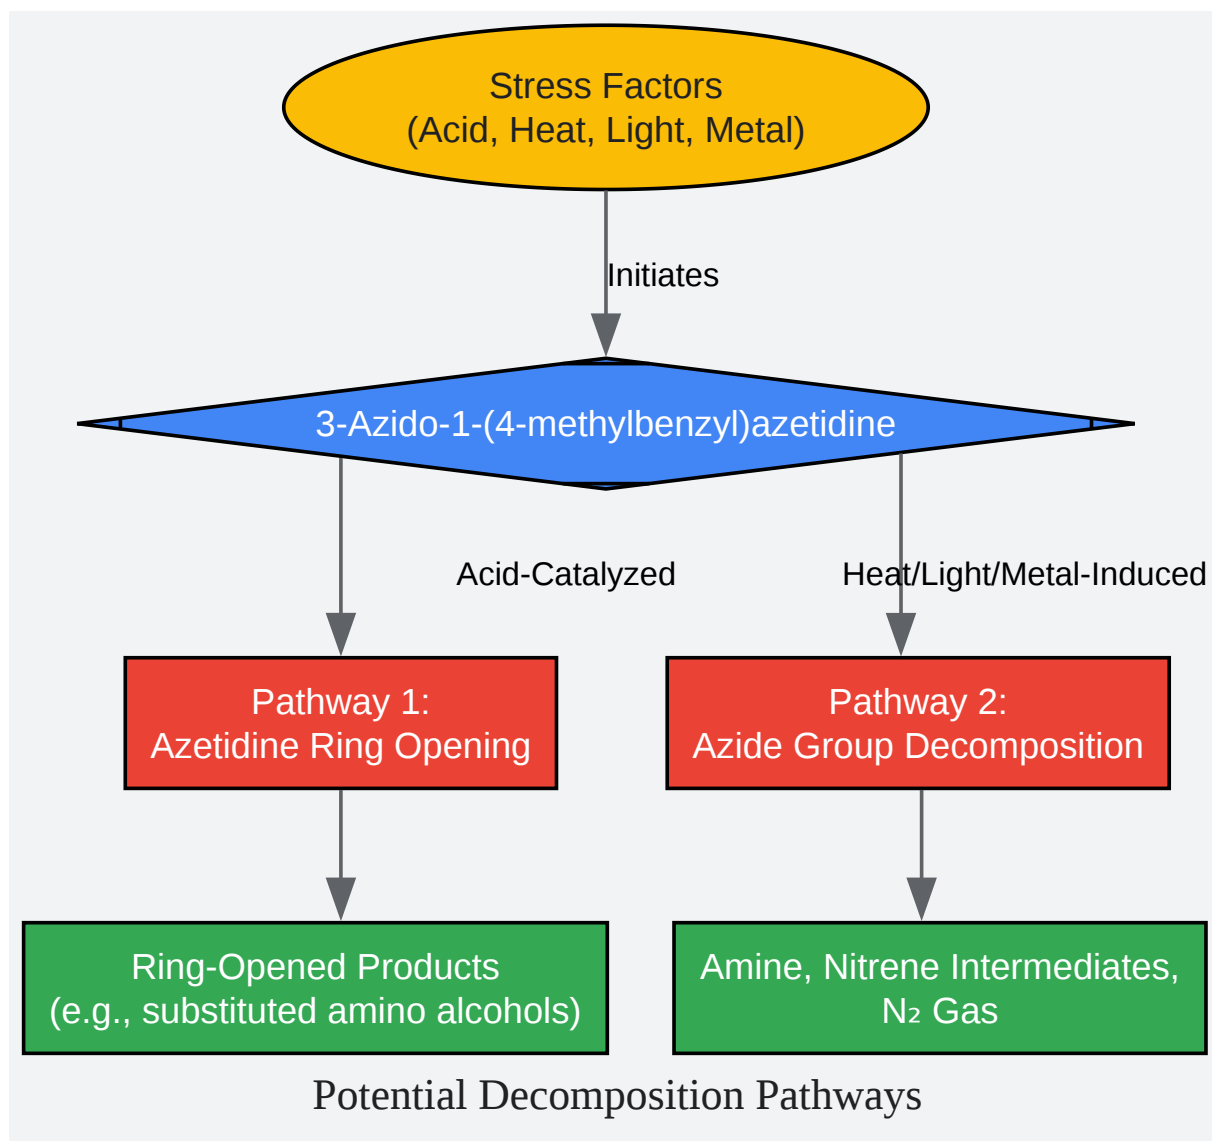 Stress Factors
(Acid, Heat, Light, Metal)
Initiates
3-Azido-1-(4-methylbenzyl)azetidine
Acid-Catalyzed
Heat/Light/Metal-Induced
Pathway 1:
Azetidine Ring Opening
Pathway 2:
Azide Group Decomposition
Ring-Opened Products
(e.g., substituted amino alcohols)
Amine, Nitrene Intermediates,
N₂ Gas
Potential Decomposition Pathways